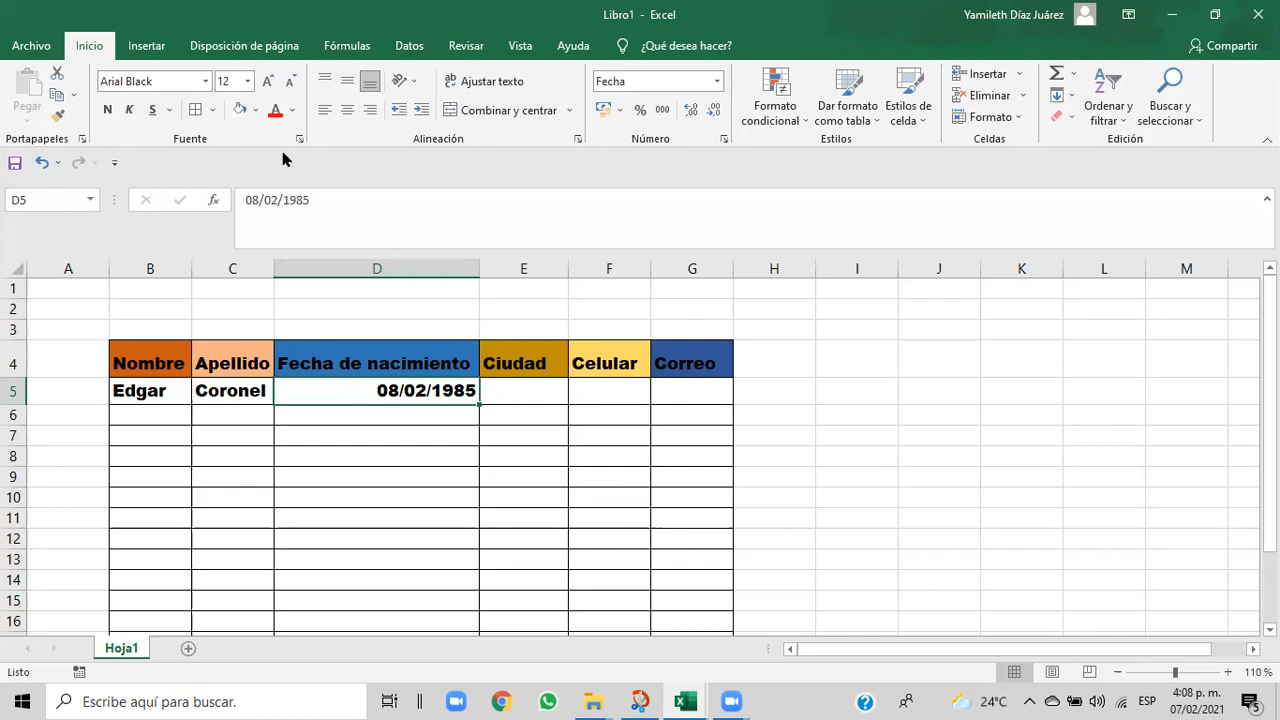 Libro1 - Excel
Yamileth Díaz Juárez
Archivo Inicio Insertar Disposición de página Fórmulas Datos Revisar Vista Ayuda ¿Qué desea hacer? Compartir
Pegar
Portapapeles
Arial Black 12
N K S
Fuente
Ajustar texto
Combinar y centrar
Alineación
Fecha
% 000
Número
Formato condicional
Dar formato como tabla
Estilos de celda
Estilos
Insertar
Eliminar
Formato
Celdas
Ordenar y filtrar
Buscar y seleccionar
Edición
D5 fx 08/02/1985
A B C D E F G H I J K L M
1
2
3
4 Nombre Apellido Fecha de nacimiento Ciudad Celular Correo
5 Edgar Coronel 08/02/1985
6
7
8
9
10
11
12
13
14
15
16
Hoja1
Listo 110 %
Escribe aquí para buscar. 24°C ESP 4:08 p. m.
07/02/2021 5